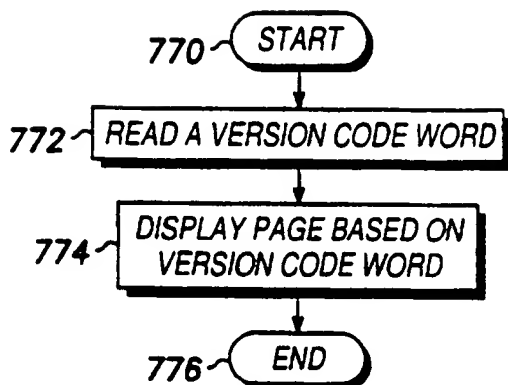 770 START
772 READ A VERSION CODE WORD
DISPLAY PAGE BASED ON
774 VERSION CODE WORD
776 END